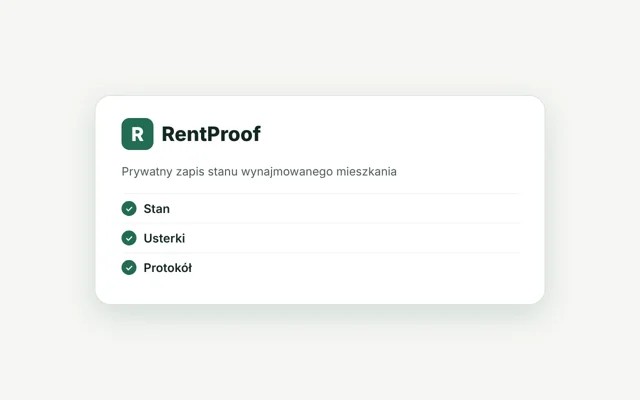 R RentProof
Prywatny zapis stanu wynajmowanego mieszkania
Stan
Usterki
Protokół